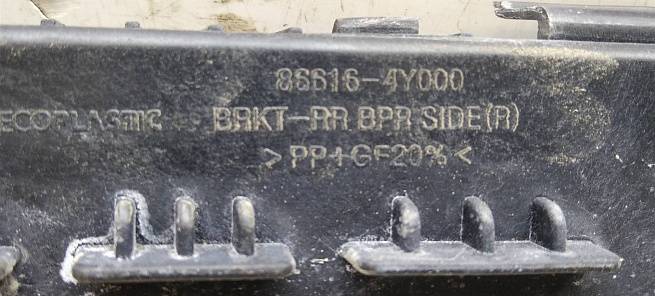 86616-4Y000
ECOPLASTIC BRKT-RR BPR SIDE(R)
>PP+GF20%<